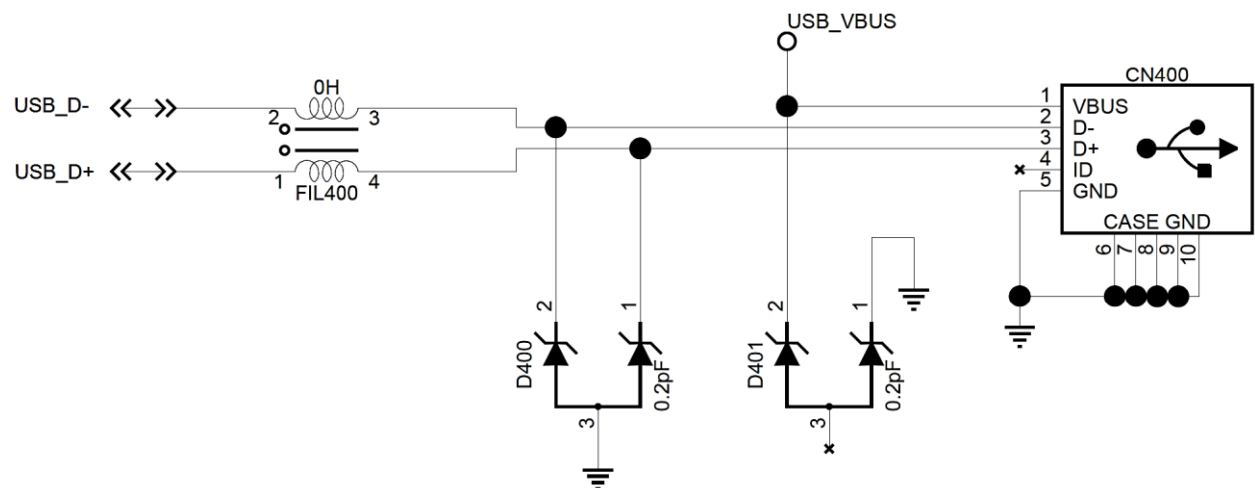 USB_VBUS
CN400
0H
USB_D-
2
3
1
VBUS
2
D-
3
D+
4
ID
5
GND
USB_D+
1
4
FIL400
CASE GND
6
7
8
9
10
2
1
D400
0.2pF
3
2
1
D401
0.2pF
3